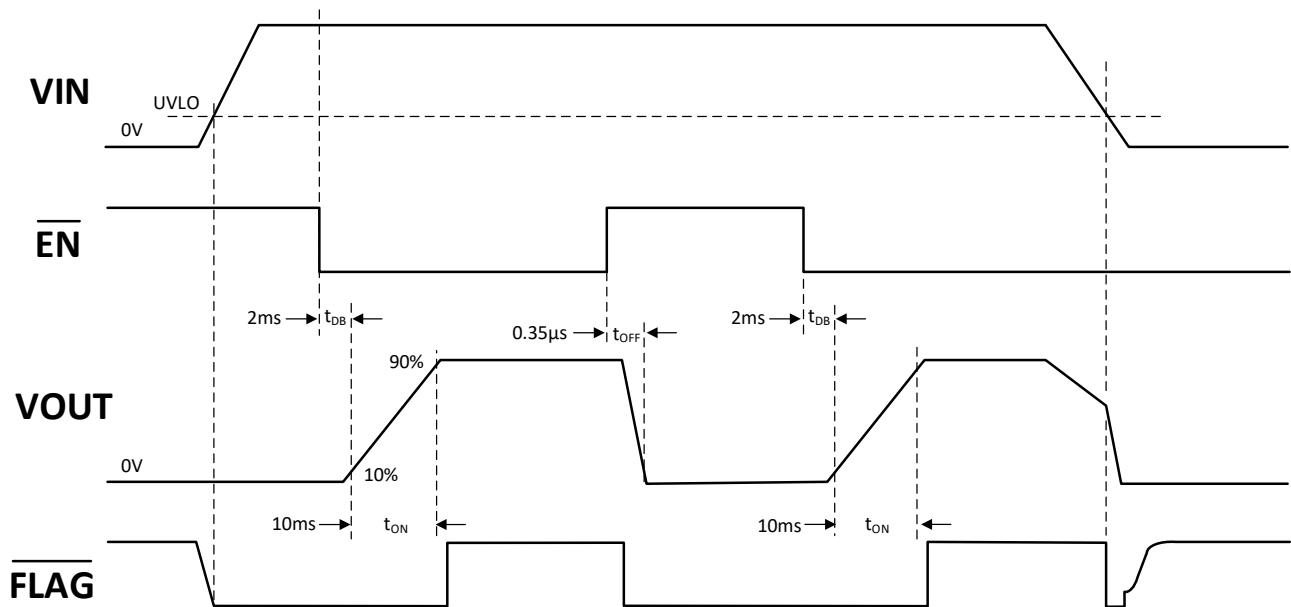 VIN
UVLO
0V
EN
2ms
tDB
0.35µs
tOFF
2ms
tDB
90%
VOUT
0V
10%
10ms
tON
10ms
tON
FLAG